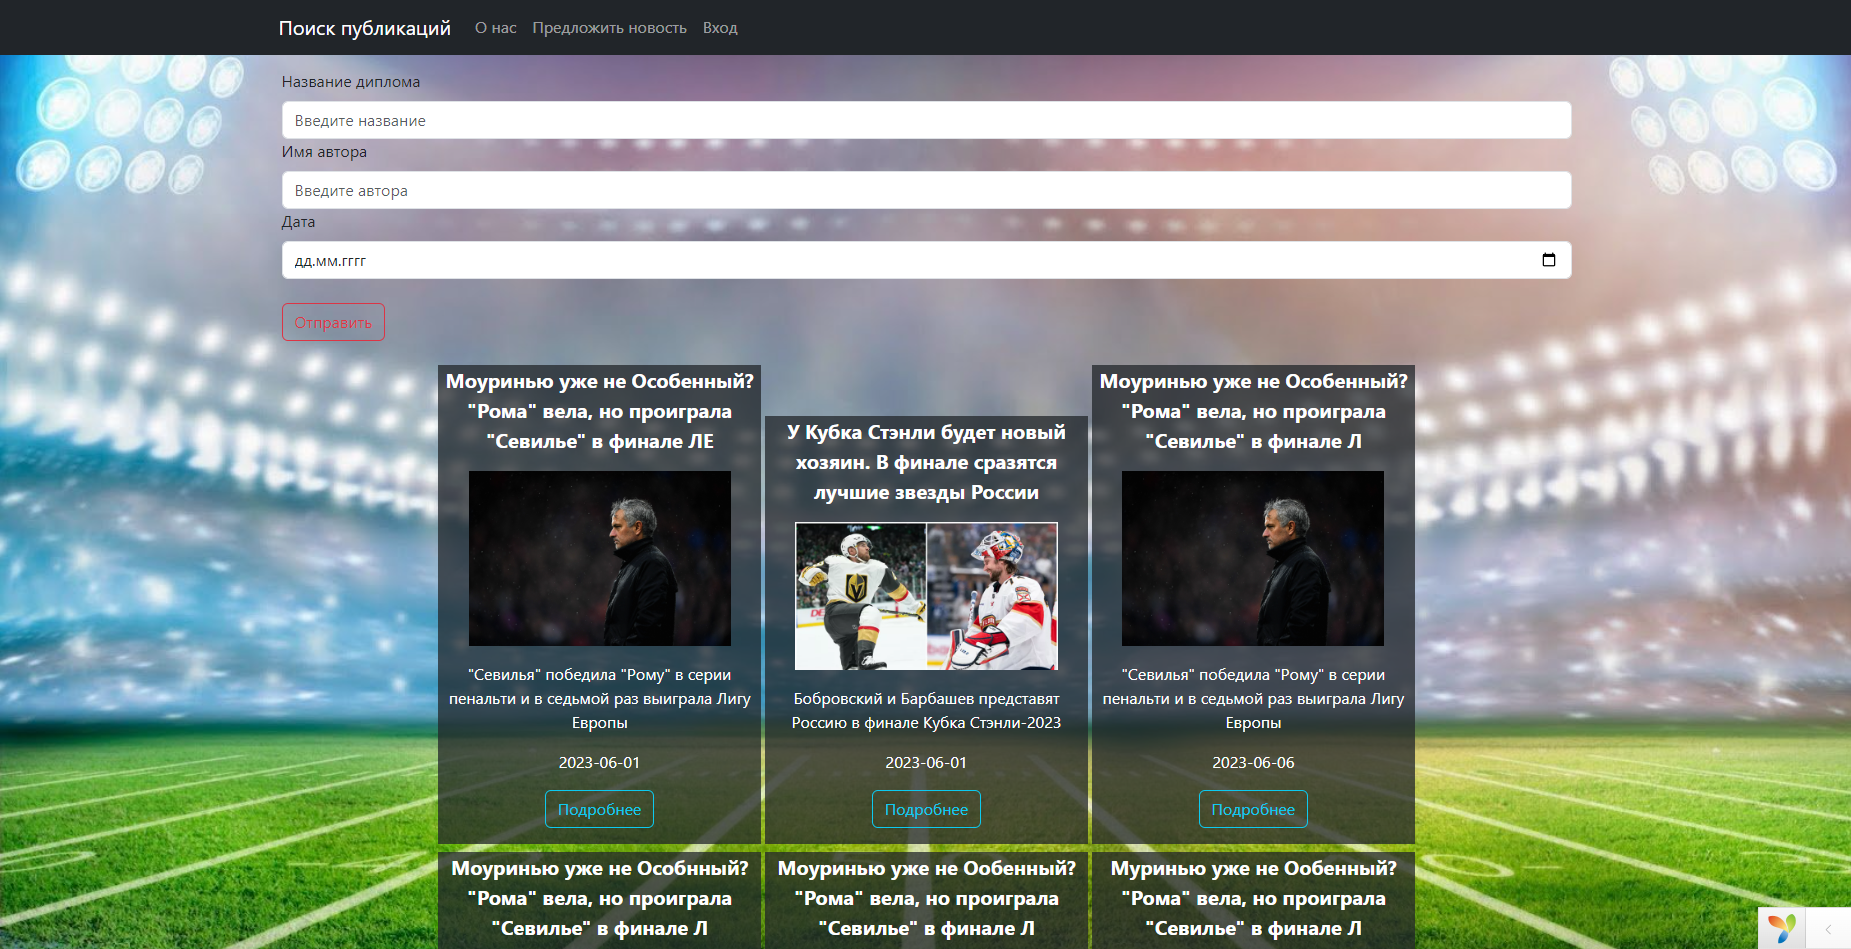 Поиск публикаций О нас Предложить новость Вход
Название диплома
Введите название
Имя автора
Введите автора
Дата
дд.мм.гггг
Отправить
Моуринью уже не Особенный?
"Рома" вела, но проиграла
"Севилье" в финале ЛЕ
"Севилья" победила "Рому" в серии
пенальти и в седьмой раз выиграла Лигу
Европы
2023-06-01
Подробнее
У Кубка Стэнли будет новый
хозяин. В финале сразятся
лучшие звезды России
Бобровский и Барбашев представят
Россию в финале Кубка Стэнли-2023
2023-06-01
Подробнее
Моуринью уже не Особенный?
"Рома" вела, но проиграла
"Севилье" в финале Л
"Севилья" победила "Рому" в серии
пенальти и в седьмой раз выиграла Лигу
Европы
2023-06-06
Подробнее
Моуринью уже не Особнный?
"Рома" вела, но проиграла
"Севилье" в финале Л
Моуринью уже не Ообенный?
"Рома" вела, но проиграла
"Севилье" в финале Л
Муринью уже не Ообенный?
"Рома" вела, но проиграла
"Севилье" в финале Л